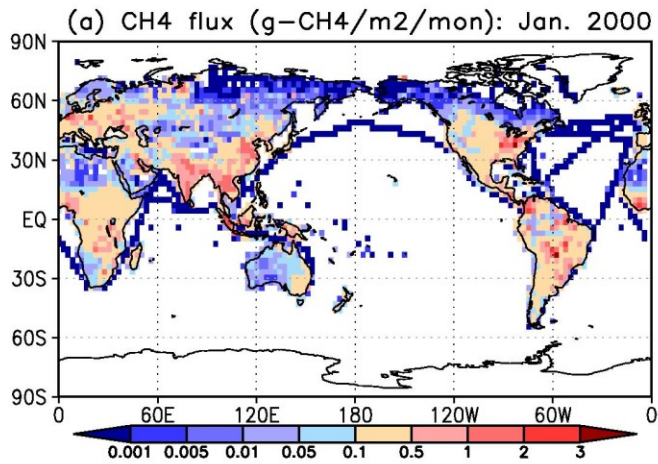 (a) CH4 flux (g-CH4/m2/mon): Jan. 2000
90N
60N
30N
EQ
30S
60S
90S
0 60E 120E 180 120W 60W 0
0.001 0.005 0.01 0.05 0.1 0.5 1 2 3